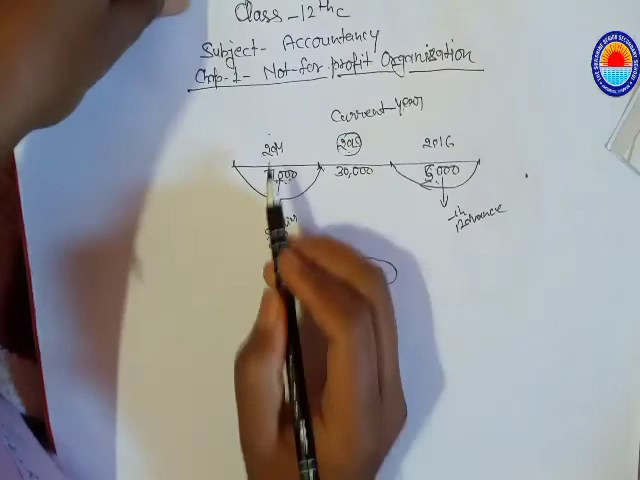 Class - 12th C
Subject- Accountancy
Chp-1- Not-for profit Organization
Current year
2014 2015 2016
30,000 6,000
In Advance